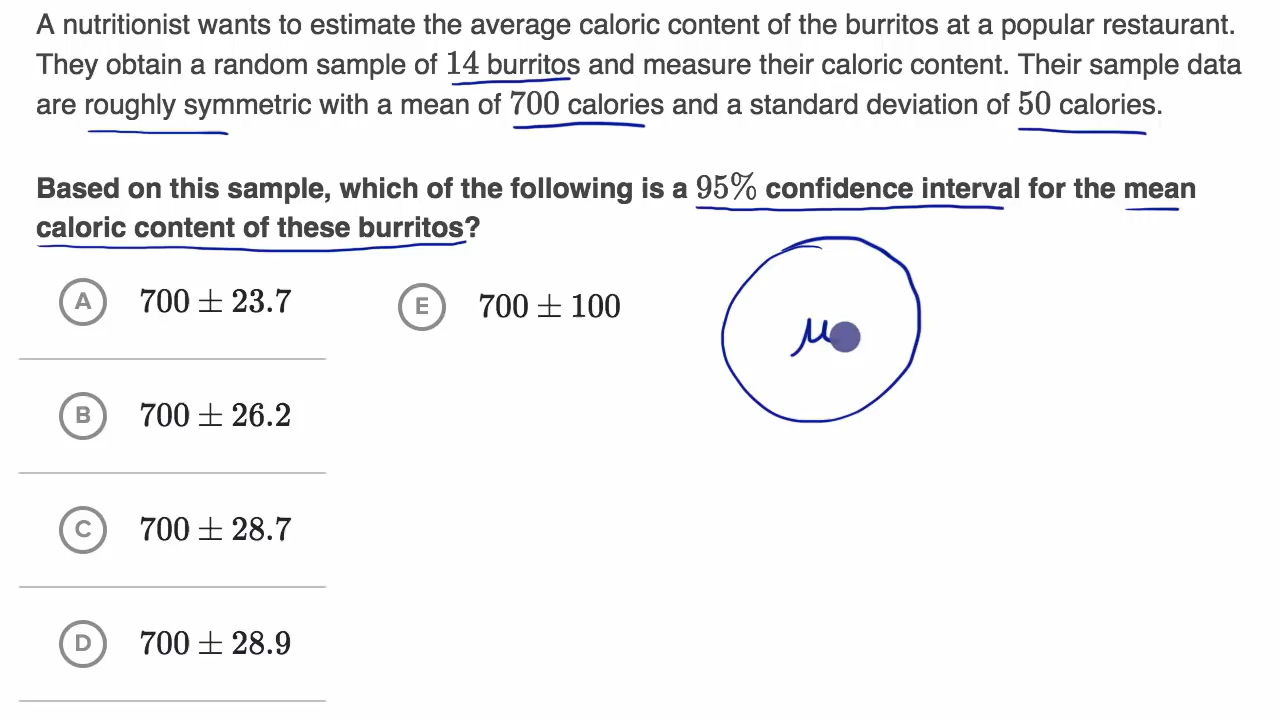 A nutritionist wants to estimate the average caloric content of the burritos at a popular restaurant.
They obtain a random sample of 14 burritos and measure their caloric content. Their sample data
are roughly symmetric with a mean of 700 calories and a standard deviation of 50 calories.
Based on this sample, which of the following is a 95% confidence interval for the mean
caloric content of these burritos?
A 700 ± 23.7
E 700 ± 100
μ
B 700 ± 26.2
C 700 ± 28.7
D 700 ± 28.9